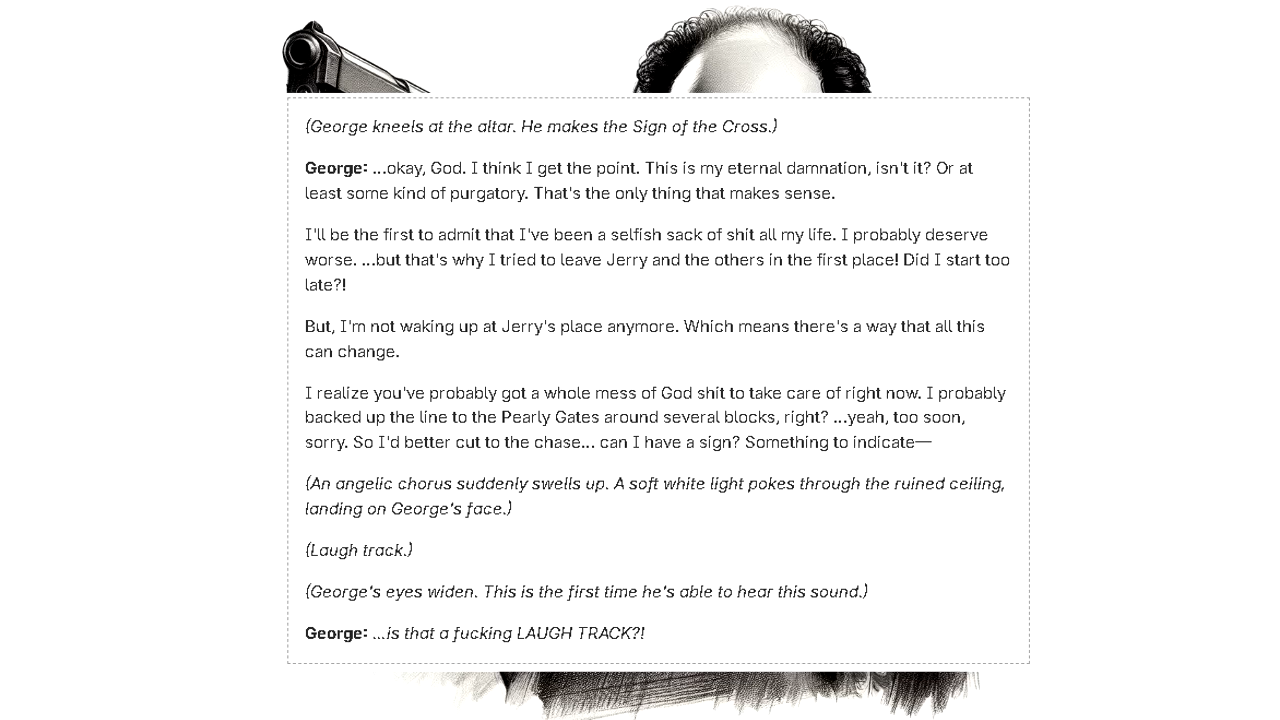 (George kneels at the altar. He makes the Sign of the Cross.)
George: ...okay, God. I think I get the point. This is my eternal damnation, isn't it? Or at
least some kind of purgatory. That's the only thing that makes sense.
I'll be the first to admit that I've been a selfish sack of shit all my life. I probably deserve
worse. ...but that's why I tried to leave Jerry and the others in the first place! Did I start too
late?!
But, I'm not waking up at Jerry's place anymore. Which means there's a way that all this
can change.
I realize you've probably got a whole mess of God shit to take care of right now. I probably
backed up the line to the Pearly Gates around several blocks, right? ...yeah, too soon,
sorry. So I'd better cut to the chase... can I have a sign? Something to indicate—
(An angelic chorus suddenly swells up. A soft white light pokes through the ruined ceiling,
landing on George's face.)
(Laugh track.)
(George's eyes widen. This is the first time he's able to hear this sound.)
George: ...is that a fucking LAUGH TRACK?!